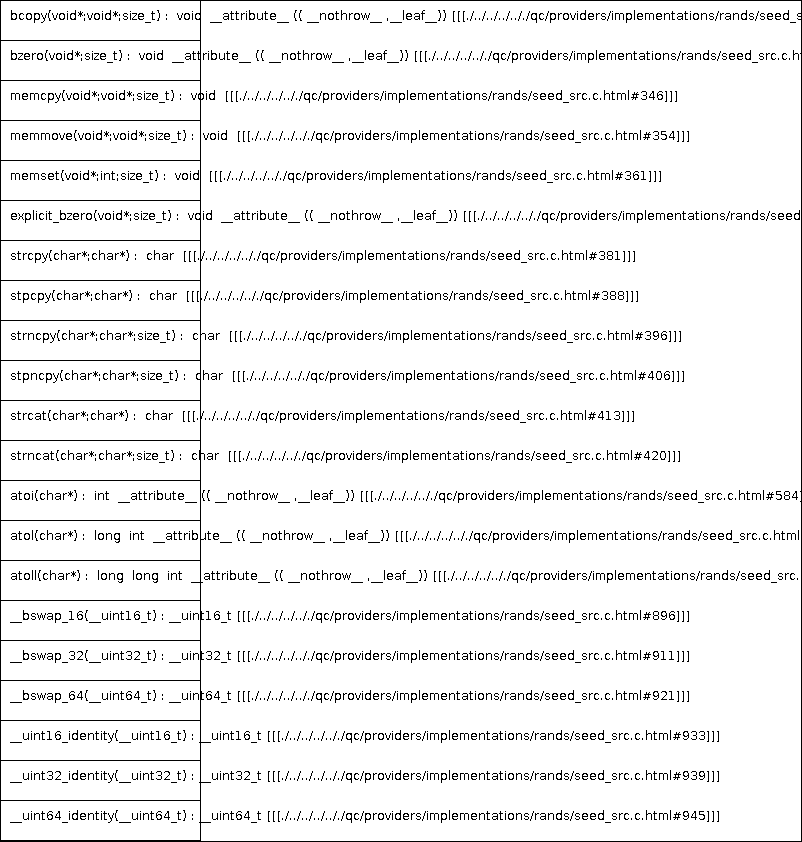 bcopy(void*;void*;size_t) : void __attribute__ (( __nothrow__ ,__leaf__)) [[[./../../../../../qc/providers/implementations/rands/seed_s
bzero(void*;size_t) : void __attribute__ (( __nothrow__ ,__leaf__)) [[[./../../../../../qc/providers/implementations/rands/seed_src.c.h
memcpy(void*;void*;size_t) : void [[[./../../../../../qc/providers/implementations/rands/seed_src.c.html#346]]]
memmove(void*;void*;size_t) : void [[[./../../../../../qc/providers/implementations/rands/seed_src.c.html#354]]]
memset(void*;int;size_t) : void [[[./../../../../../qc/providers/implementations/rands/seed_src.c.html#361]]]
explicit_bzero(void*;size_t) : void __attribute__ (( __nothrow__ ,__leaf__)) [[[./../../../../../qc/providers/implementations/rands/seed
strcpy(char*;char*) : char [[[./../../../../../qc/providers/implementations/rands/seed_src.c.html#381]]]
stpcpy(char*;char*) : char [[[./../../../../../qc/providers/implementations/rands/seed_src.c.html#388]]]
strncpy(char*;char*;size_t) : char [[[./../../../../../qc/providers/implementations/rands/seed_src.c.html#396]]]
stpncpy(char*;char*;size_t) : char [[[./../../../../../qc/providers/implementations/rands/seed_src.c.html#406]]]
strcat(char*;char*) : char [[[./../../../../../qc/providers/implementations/rands/seed_src.c.html#413]]]
strncat(char*;char*;size_t) : char [[[./../../../../../qc/providers/implementations/rands/seed_src.c.html#420]]]
atoi(char*) : int __attribute__ (( __nothrow__ ,__leaf__)) [[[./../../../../../qc/providers/implementations/rands/seed_src.c.html#584]
atol(char*) : long int __attribute__ (( __nothrow__ ,__leaf__)) [[[./../../../../../qc/providers/implementations/rands/seed_src.c.html
atoll(char*) : long long int __attribute__ (( __nothrow__ ,__leaf__)) [[[./../../../../../qc/providers/implementations/rands/seed_src.c.
__bswap_16(__uint16_t) : __uint16_t [[[./../../../../../qc/providers/implementations/rands/seed_src.c.html#896]]]
__bswap_32(__uint32_t) : __uint32_t [[[./../../../../../qc/providers/implementations/rands/seed_src.c.html#911]]]
__bswap_64(__uint64_t) : __uint64_t [[[./../../../../../qc/providers/implementations/rands/seed_src.c.html#921]]]
__uint16_identity(__uint16_t) : __uint16_t [[[./../../../../../qc/providers/implementations/rands/seed_src.c.html#933]]]
__uint32_identity(__uint32_t) : __uint32_t [[[./../../../../../qc/providers/implementations/rands/seed_src.c.html#939]]]
__uint64_identity(__uint64_t) : __uint64_t [[[./../../../../../qc/providers/implementations/rands/seed_src.c.html#945]]]